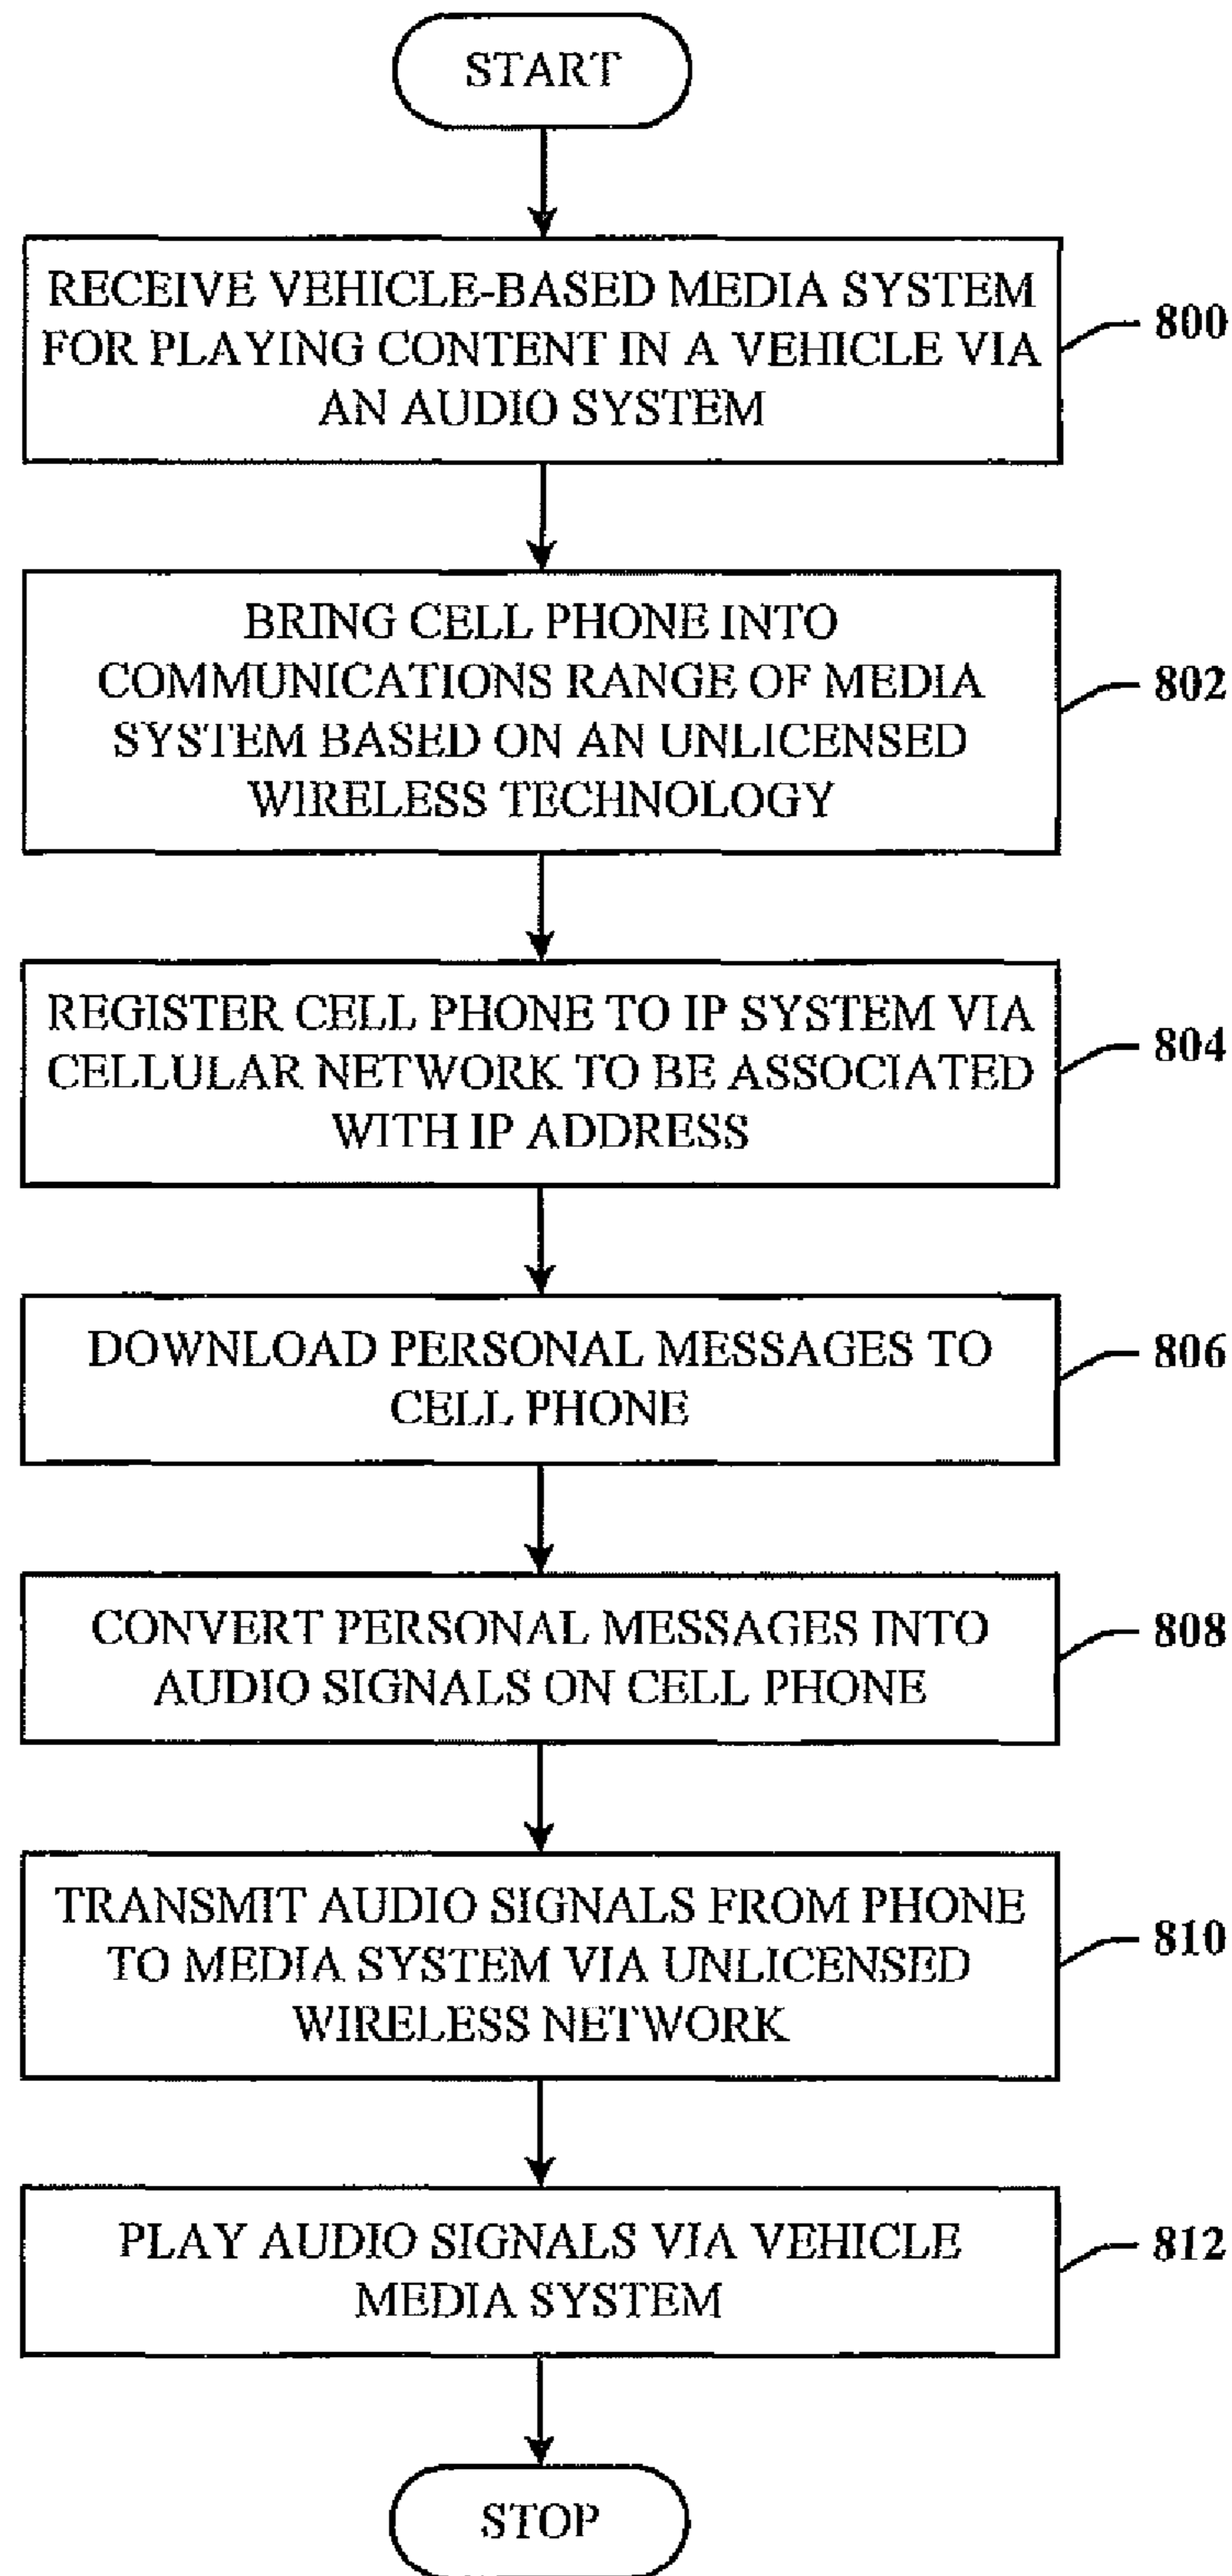 START
RECEIVE VEHICLE-BASED MEDIA SYSTEM
FOR PLAYING CONTENT IN A VEHICLE VIA
AN AUDIO SYSTEM
800
BRING CELL PHONE INTO
COMMUNICATIONS RANGE OF MEDIA
SYSTEM BASED ON AN UNLICENSED
WIRELESS TECHNOLOGY
802
REGISTER CELL PHONE TO IP SYSTEM VIA
CELLULAR NETWORK TO BE ASSOCIATED
WITH IP ADDRESS
804
DOWNLOAD PERSONAL MESSAGES TO
CELL PHONE
806
CONVERT PERSONAL MESSAGES INTO
AUDIO SIGNALS ON CELL PHONE
808
TRANSMIT AUDIO SIGNALS FROM PHONE
TO MEDIA SYSTEM VIA UNLICENSED
WIRELESS NETWORK
810
PLAY AUDIO SIGNALS VIA VEHICLE
MEDIA SYSTEM
812
STOP